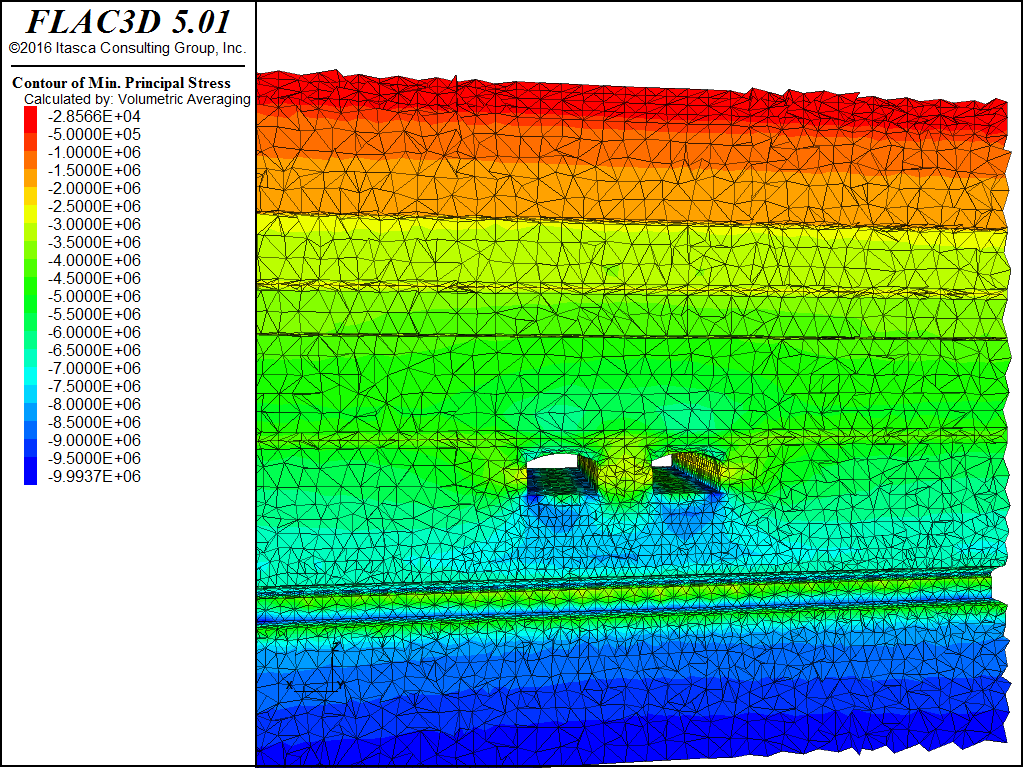 FLAC3D 5.01
©2016 Itasca Consulting Group, Inc.
Contour of Min. Principal Stress
Calculated by: Volumetric Averaging
-2.8566E+04
-5.0000E+05
-1.0000E+06
-1.5000E+06
-2.0000E+06
-2.5000E+06
-3.0000E+06
-3.5000E+06
-4.0000E+06
-4.5000E+06
-5.0000E+06
-5.5000E+06
-6.0000E+06
-6.5000E+06
-7.0000E+06
-7.5000E+06
-8.0000E+06
-8.5000E+06
-9.0000E+06
-9.5000E+06
-9.9937E+06
Z
X Y